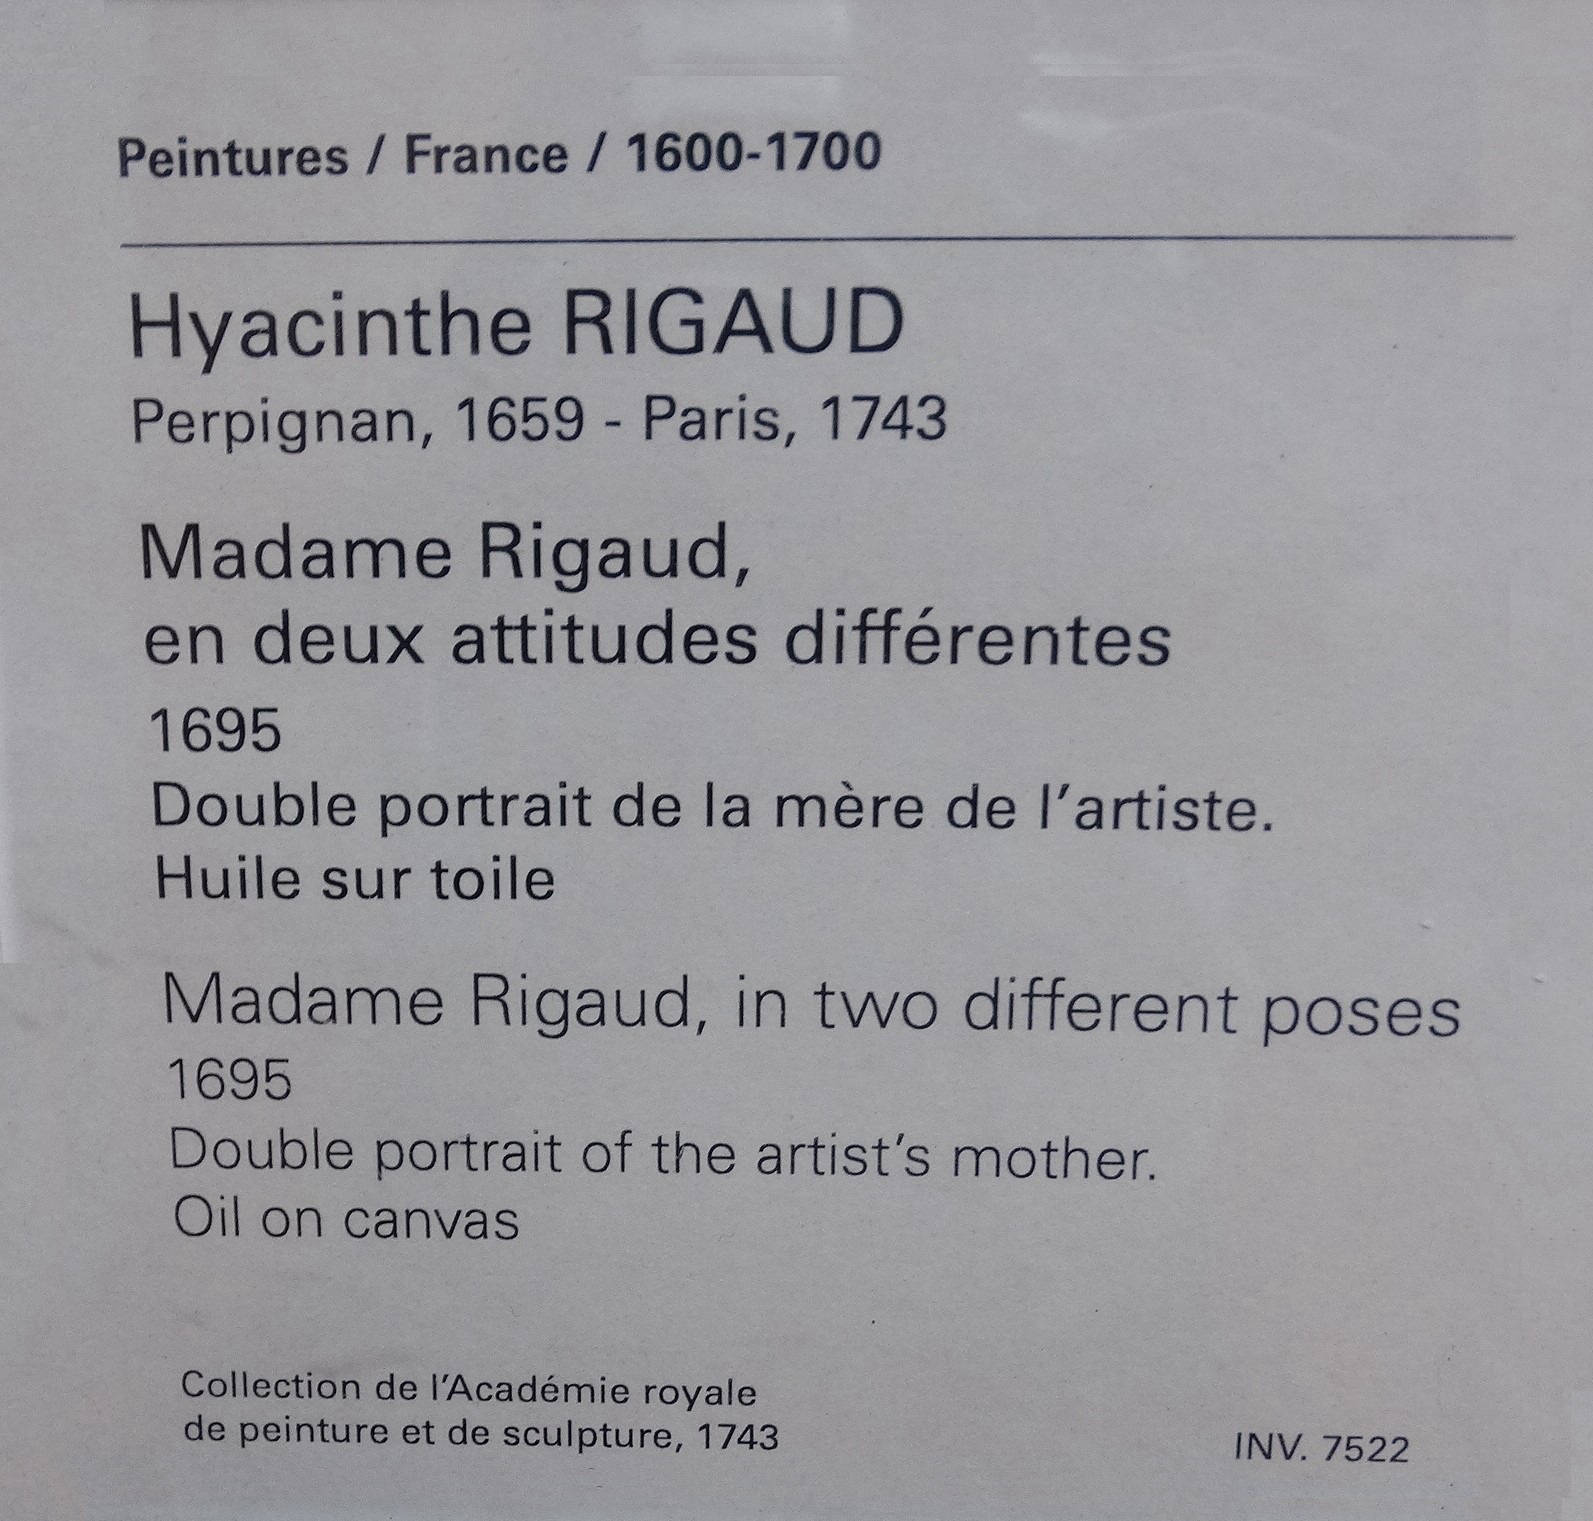 Peintures / France / 1600-1700
Hyacinthe RIGAUD
Perpignan, 1659 - Paris, 1743
Madame Rigaud,
en deux attitudes différentes
1695
Double portrait de la mère de l'artiste.
Huile sur toile
Madame Rigaud, in two different poses
1695
Double portrait of the artist's mother.
Oil on canvas
Collection de l'Académie royale
de peinture et de sculpture, 1743
INV. 7522